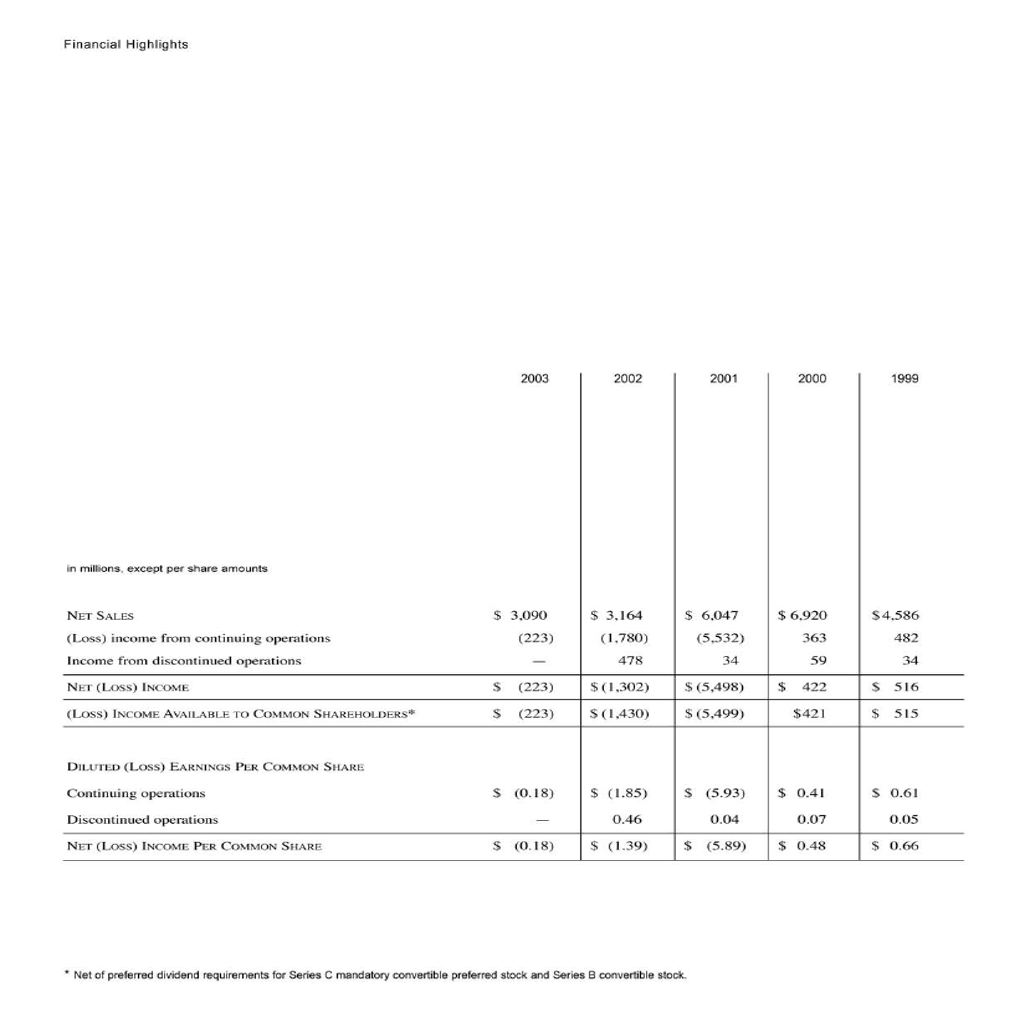 Financial Highlights
2003 2002 2001 2000 1999
in millions, except per share amounts
NET SALES $ 3,090 $ 3,164 $ 6,047 $ 6,920 $4,586
(Loss) income from continuing operations (223) (1,780) (5,532) 363 482
Income from discontinued operations — 478 34 59 34
NET (LOSS) INCOME $ (223) $ (1,302) $ (5,498) $ 422 $ 516
(LOSS) INCOME AVAILABLE TO COMMON SHAREHOLDERS* $ (223) $ (1,430) $ (5,499) $421 $ 515
DILUTED (LOSS) EARNINGS PER COMMON SHARE
Continuing operations $ (0.18) $ (1.85) $ (5.93) $ 0.41 $ 0.61
Discontinued operations — 0.46 0.04 0.07 0.05
NET (LOSS) INCOME PER COMMON SHARE $ (0.18) $ (1.39) $ (5.89) $ 0.48 $ 0.66
* Net of preferred dividend requirements for Series C mandatory convertible preferred stock and Series B convertible stock.